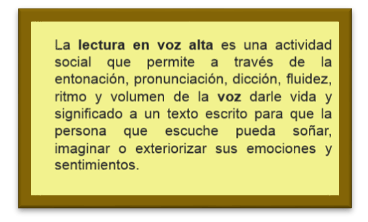 La lectura en voz alta es una actividad
social que permite a través de la
entonación, pronunciación, dicción, fluidez,
ritmo y volumen de la voz darle vida y
significado a un texto escrito para que la
persona que escuche pueda soñar,
imaginar o exteriorizar sus emociones y
sentimientos.